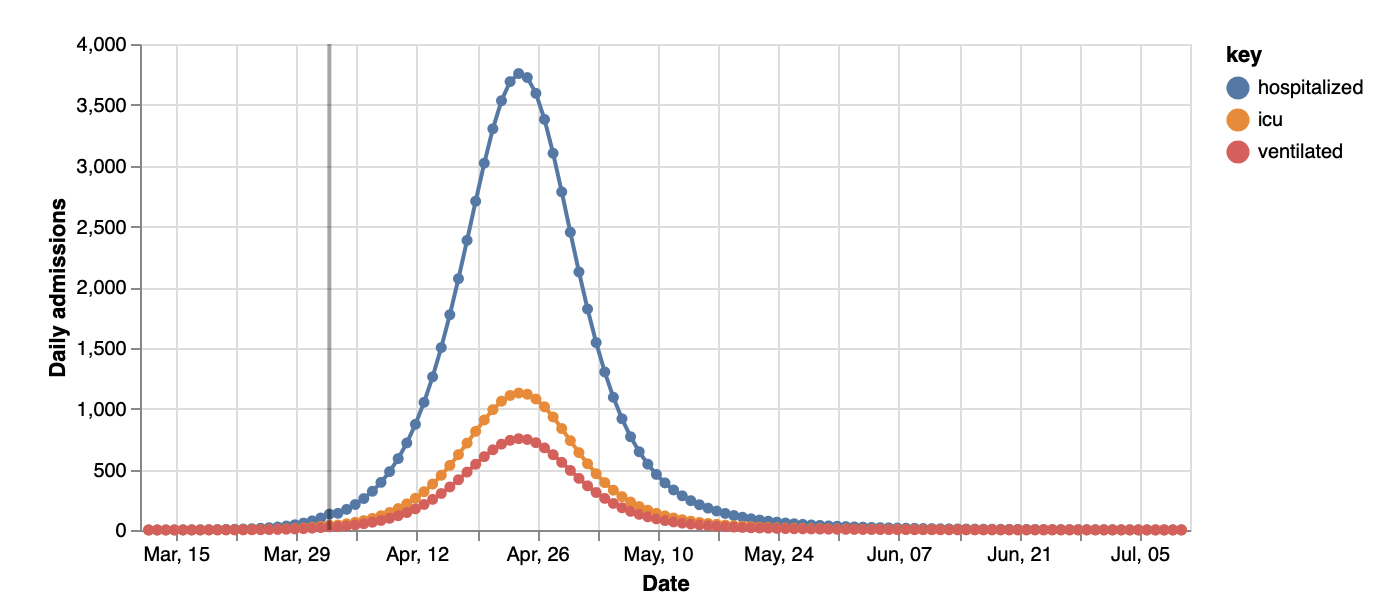 4,000
3,500
3,000
2,500
2,000
1,500
1,000
500
0
Daily admissions
Mar, 15 Mar, 29 Apr, 12 Apr, 26 May, 10 May, 24 Jun, 07 Jun, 21 Jul, 05
Date
key
hospitalized
icu
ventilated